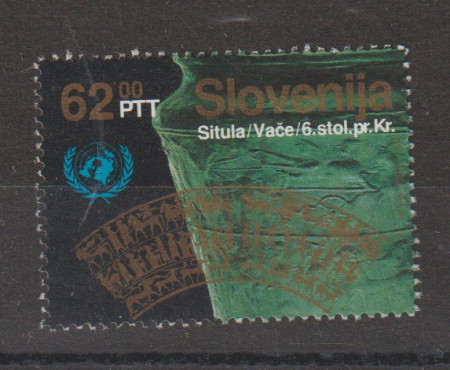 62.00 PTT Slovenija
Situla/Vače/6.stol.pr.Kr.